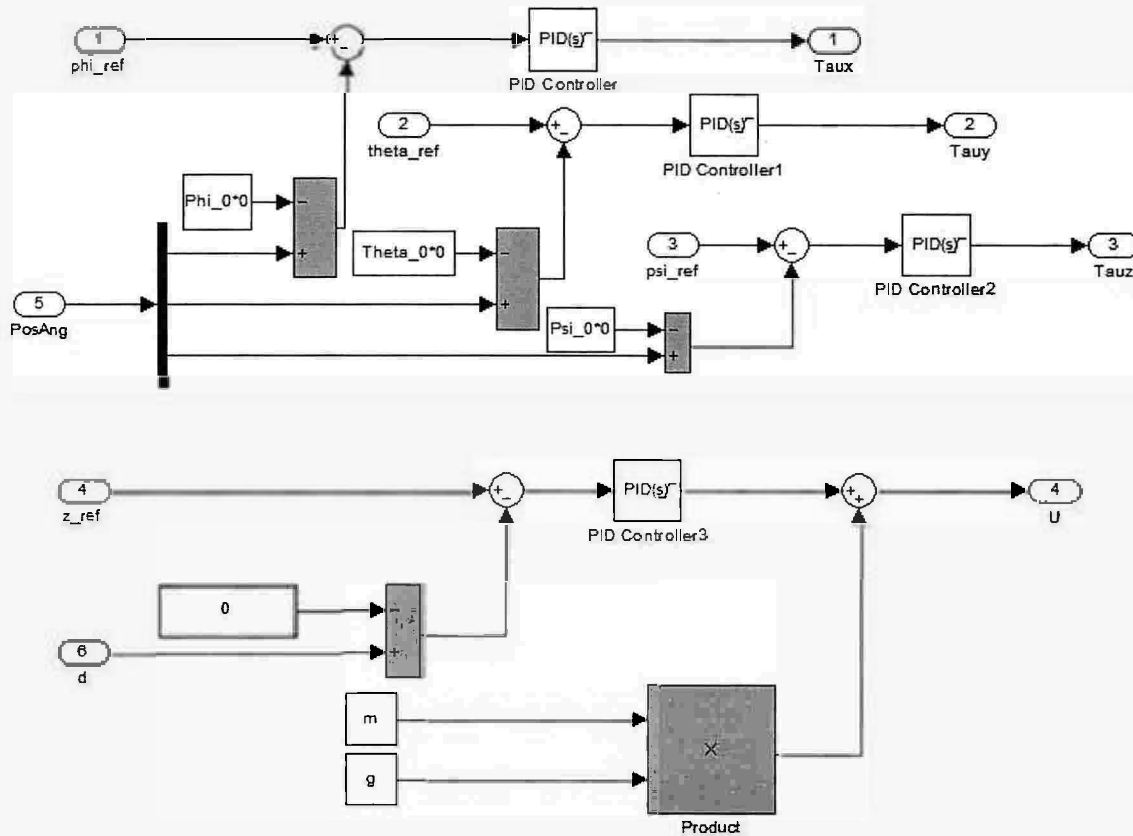 1
phi_ref
+
−
PID(s)
PID Controller
1
Taux
2
theta_ref
+
−
PID(s)
PID Controller1
2
Tauy
Phi_0*0
−
+
Theta_0*0
−
+
3
psi_ref
+
−
PID(s)
PID Controller2
3
Tauz
5
PosAng
Psi_0*0
−
+
4
z_ref
+
−
PID(s)
PID Controller3
+
+
4
U
0
−
+
6
d
m
g
×
Product